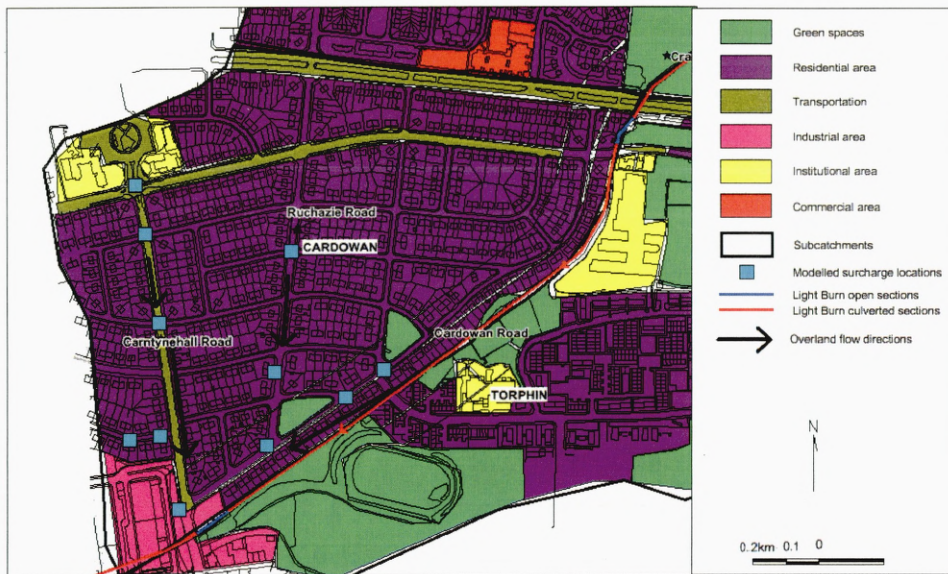 Cra
Ruchazie Road
CARDOWAN
Carntynehall Road
Cardowan Road
TORPHIN
Green spaces
Residential area
Transportation
Industrial area
Institutional area
Commercial area
Subcatchments
Modelled surcharge locations
Light Burn open sections
Light Burn culverted sections
Overland flow directions
N
0.2km 0.1 0